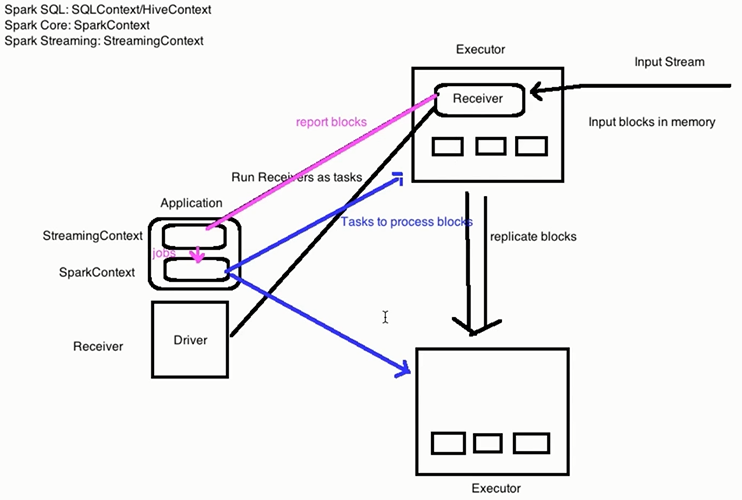 Spark SQL: SQLContext/HiveContext
Spark Core: SparkContext
Spark Streaming: StreamingContext
Executor
Input Stream
Receiver
report blocks
Input blocks in memory
Run Receivers as tasks
Application
Tasks to process blocks
StreamingContext
replicate blocks
jobs
SparkContext
Driver
Receiver
Executor